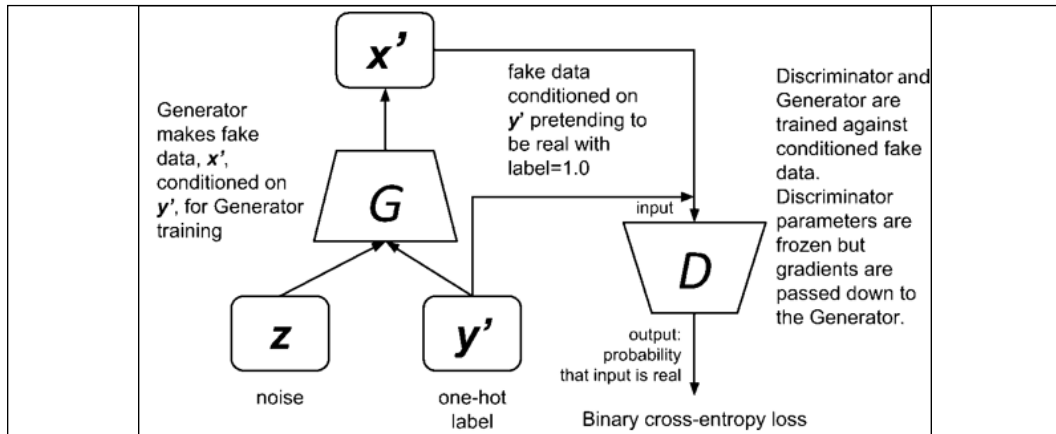 x’
Generator
makes fake
data, x’,
conditioned on
y’, for Generator
training
fake data
conditioned on
y’ pretending to
be real with
label=1.0
Discriminator and
Generator are
trained against
conditioned fake
data.
Discriminator
parameters are
frozen but
gradients are
passed down to
the Generator.
G
input
D
z
y’
noise
one-hot
label
output:
probability
that input is real
Binary cross-entropy loss